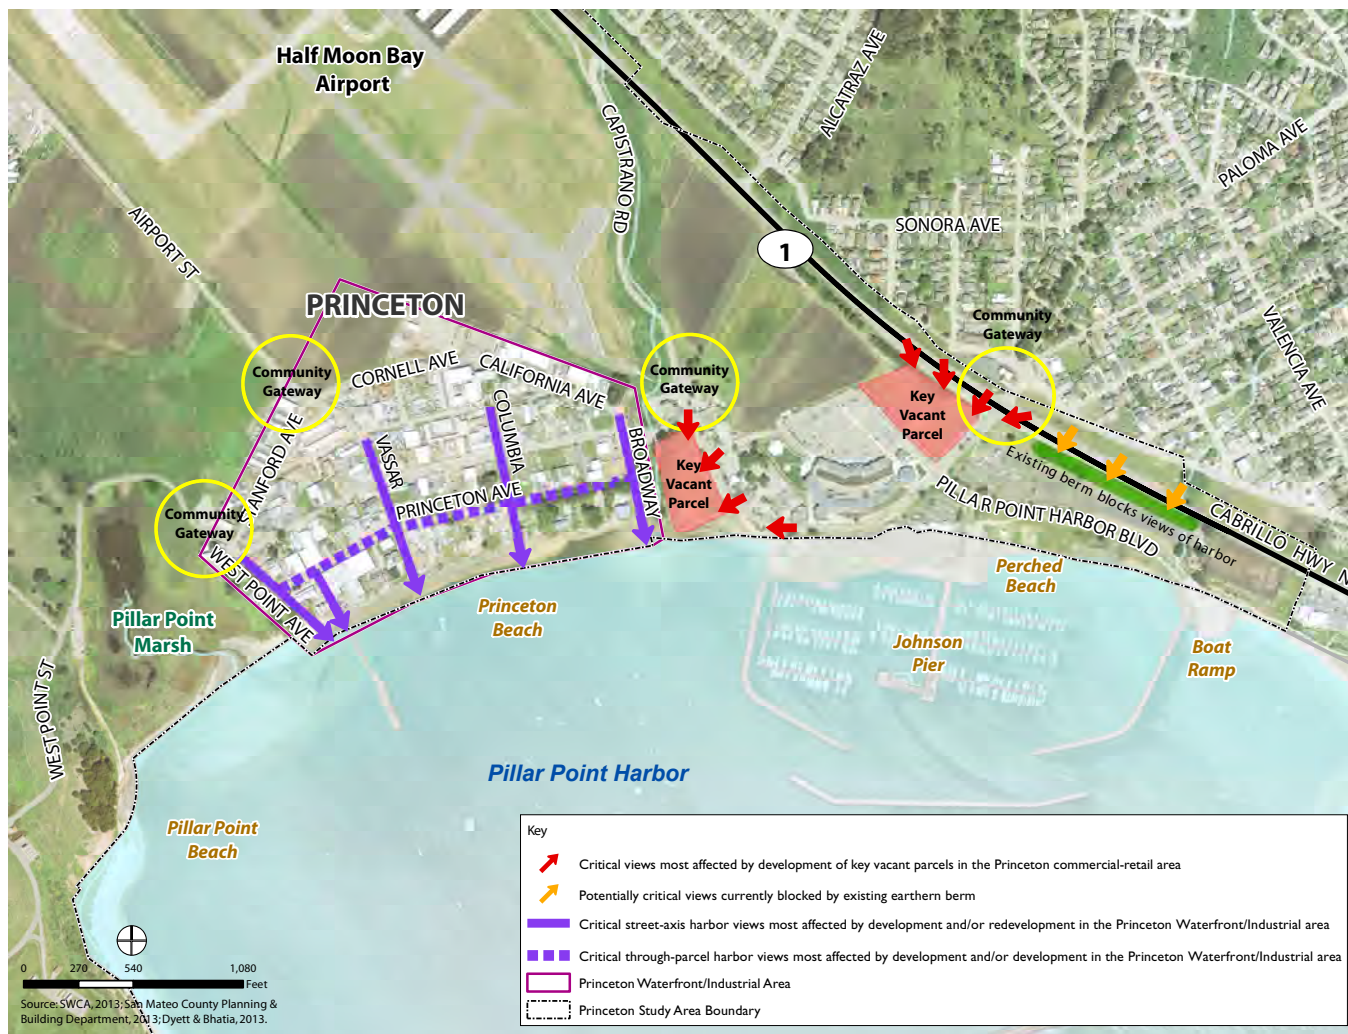 Half Moon Bay
Airport
ALCATRAZ AVE
CAPISTRANO RD
PALOMA AVE
SONORA AVE
AIRPORT ST
1
PRINCETON
VALENCIA AVE
Community
Gateway
Community
Gateway
Community
Gateway
CORNELL AVE
CALIFORNIA AVE
COLUMBIA
BROADWAY
VASSAR
STANFORD AVE
PRINCETON AVE
Key
Vacant
Parcel
Key
Vacant
Parcel
Existing berm blocks views of harbor
PILLAR POINT HARBOR BLVD
CABRILLO HWY N
Community
Gateway
WEST POINT AVE
Perched
Beach
Princeton
Beach
Pillar Point
Marsh
Johnson
Pier
Boat
Ramp
WEST POINT ST
Pillar Point Harbor
Pillar Point
Beach
Key
Critical views most affected by development of key vacant parcels in the Princeton commercial-retail area
Potentially critical views currently blocked by existing earthern berm
Critical street-axis harbor views most affected by development and/or redevelopment in the Princeton Waterfront/Industrial area
Critical through-parcel harbor views most affected by development and/or development in the Princeton Waterfront/Industrial area
Princeton Waterfront/Industrial Area
Princeton Study Area Boundary
0 270 540 1,080
Feet
Source: SWCA, 2013; San Mateo County Planning &
Building Department, 2013; Dyett & Bhatia, 2013.